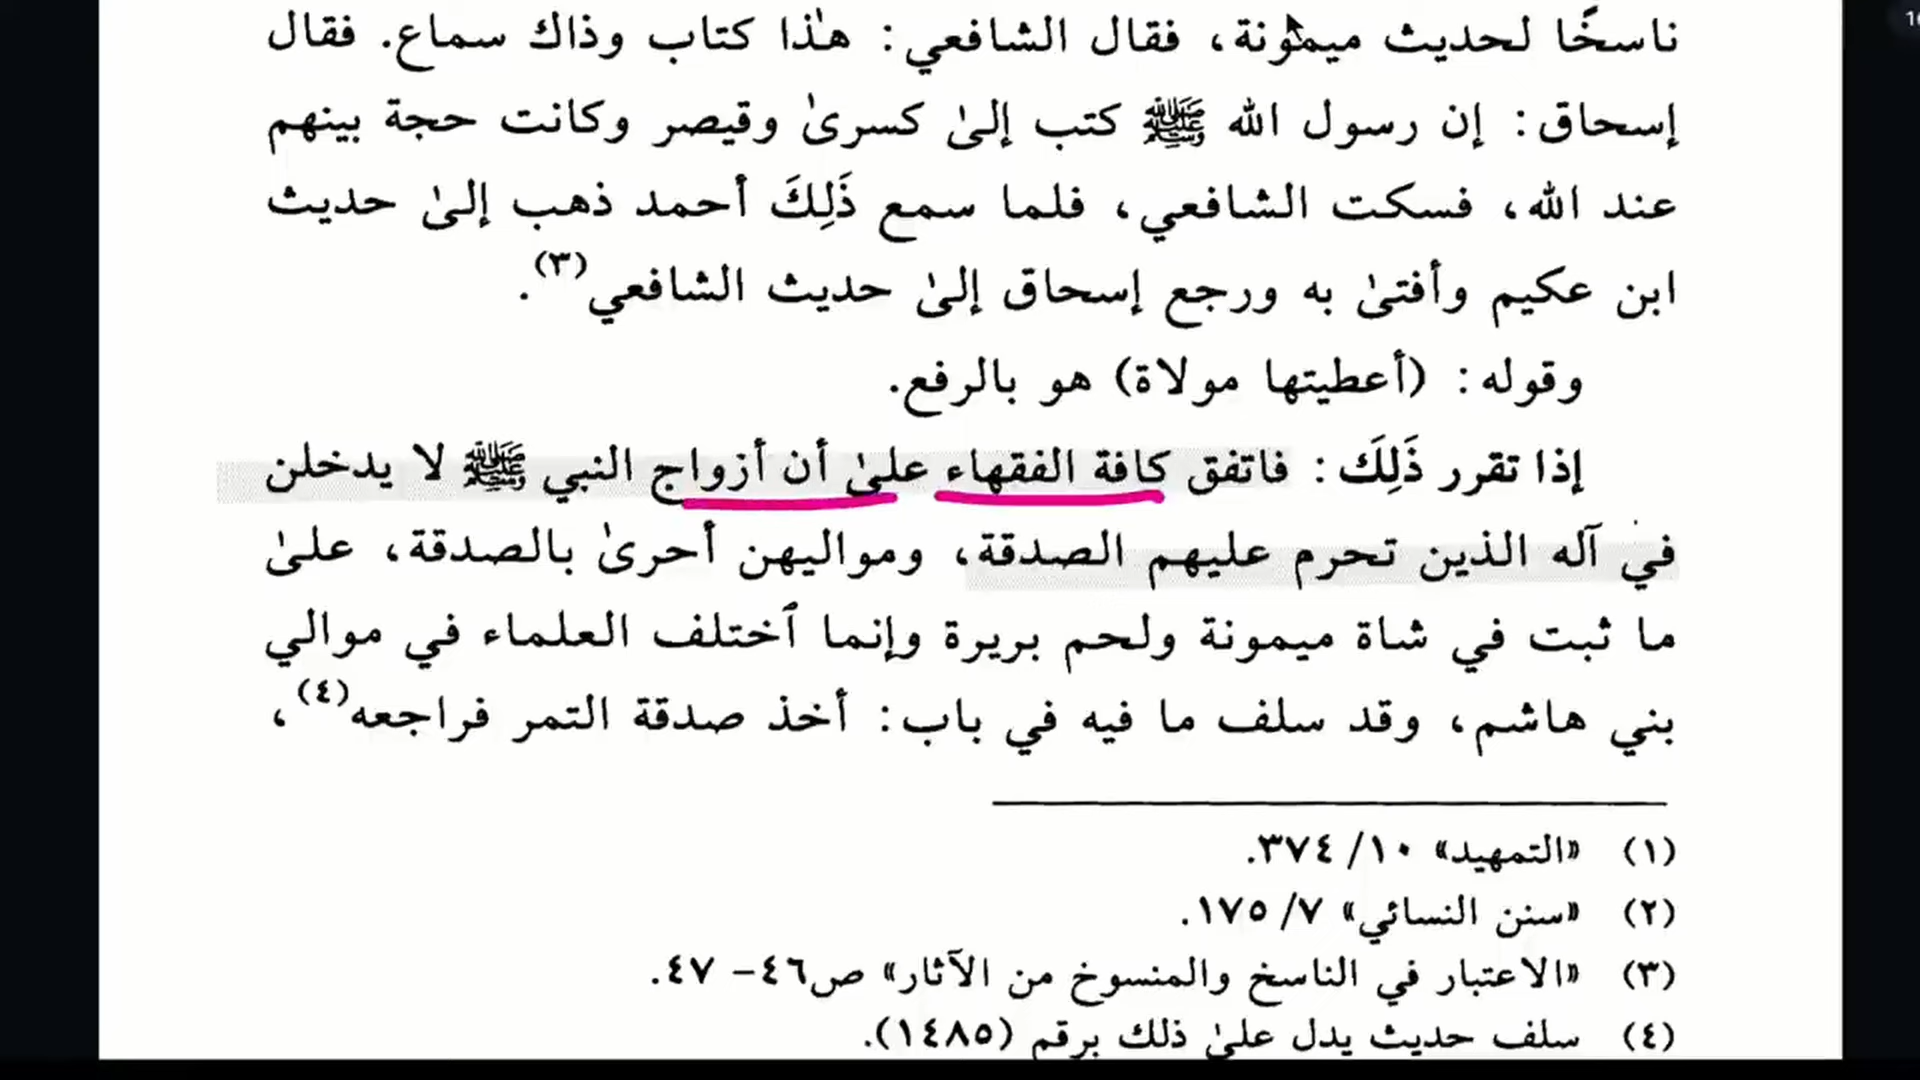 ناسخًا لحديث ميمونة، فقال الشافعي: هذا كتاب وذاك سماع. فقال
إسحاق: إن رسول الله ﷺ كتب إلىٰ كسرىٰ وقيصر وكانت حجة بينهم
عند الله، فسكت الشافعي، فلما سمع ذَلِكَ أحمد ذهب إلىٰ حديث
ابن عكيم وأفتىٰ به ورجع إسحاق إلىٰ حديث الشافعي(٣).
وقوله: (أعطيتها مولاة) هو بالرفع.
إذا تقرر ذَلِكَ: فاتفق كافة الفقهاء علىٰ أن أزواج النبي ﷺ لا يدخلن
في آله الذين تحرم عليهم الصدقة، ومواليهن أحرىٰ بالصدقة، علىٰ
ما ثبت في شاة ميمونة ولحم بريرة وإنما ٱختلف العلماء في موالي
بني هاشم، وقد سلف ما فيه في باب: أخذ صدقة التمر فراجعه(٤)،
(١) «التمهيد» ١٠/ ٣٧٤.
(٢) «سنن النسائي» ٧/ ١٧٥.
(٣) «الاعتبار في الناسخ والمنسوخ من الآثار» ص٤٦– ٤٧.
(٤) سلف حديث يدل علىٰ ذلك برقم (١٤٨٥).